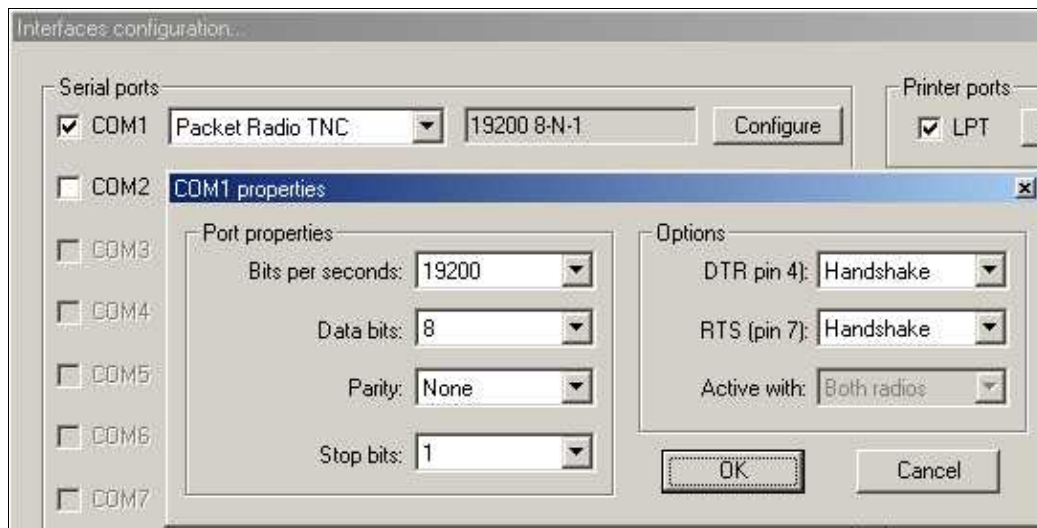 Interfaces configuration...
Serial ports
Printer ports
COM1 Packet Radio TNC 19200 8-N-1 Configure
LPT
COM2
COM1 properties
COM3
COM4
COM5
COM6
COM7
Port properties
Bits per seconds: 19200
Data bits: 8
Parity: None
Stop bits: 1
Options
DTR pin 4): Handshake
RTS (pin 7): Handshake
Active with: Both radios
OK
Cancel